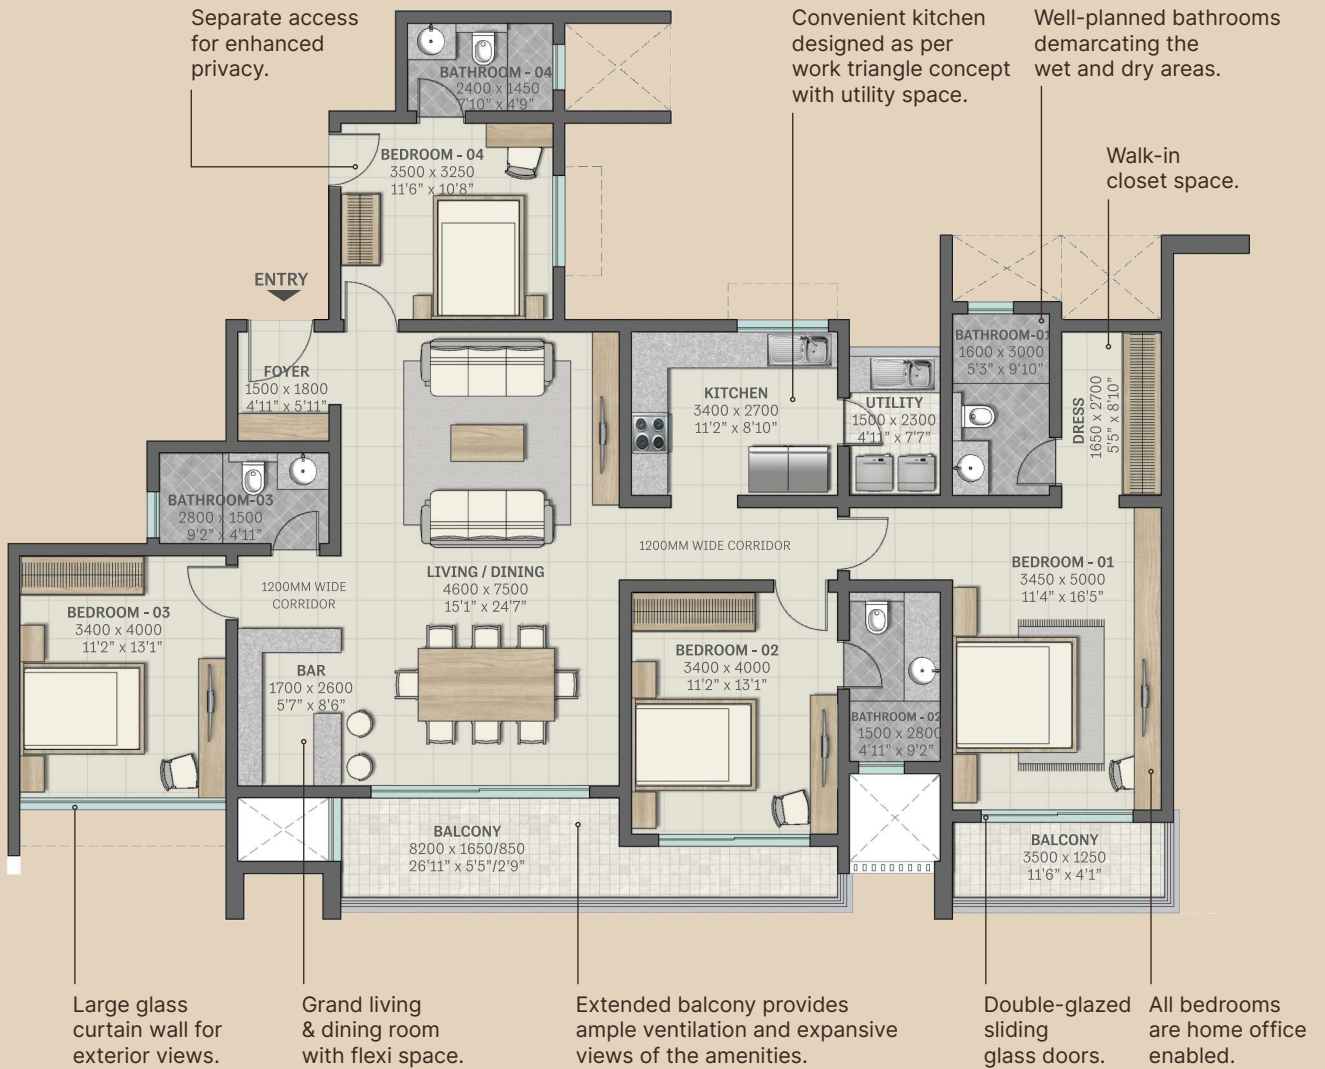 Separate access
for enhanced
privacy.
Convenient kitchen
designed as per
work triangle concept
with utility space.
Well-planned bathrooms
demarcating the
wet and dry areas.
Walk-in
closet space.
BATHROOM - 04
2400 x 1450
7'10" x 4'9"
BEDROOM - 04
3500 x 3250
11'6" x 10'8"
ENTRY
FOYER
1500 x 1800
4'11" x 5'11"
KITCHEN
3400 x 2700
11'2" x 8'10"
UTILITY
1500 x 2300
4'11" x 7'7"
BATHROOM-01
1600 x 3000
5'3" x 9'10"
DRESS
1650 x 2700
5'5" x 8'10"
BATHROOM-03
2800 x 1500
9'2" x 4'11"
1200MM WIDE CORRIDOR
LIVING / DINING
4600 x 7500
15'1" x 24'7"
1200MM WIDE
CORRIDOR
BEDROOM - 01
3450 x 5000
11'4" x 16'5"
BEDROOM - 03
3400 x 4000
11'2" x 13'1"
BEDROOM - 02
3400 x 4000
11'2" x 13'1"
BAR
1700 x 2600
5'7" x 8'6"
BATHROOM - 02
1500 x 2800
4'11" x 9'2"
BALCONY
8200 x 1650/850
26'11" x 5'5"/2'9"
BALCONY
3500 x 1250
11'6" x 4'1"
Large glass
curtain wall for
exterior views.
Grand living
& dining room
with flexi space.
Extended balcony provides
ample ventilation and expansive
views of the amenities.
Double-glazed
sliding
glass doors.
All bedrooms
are home office
enabled.